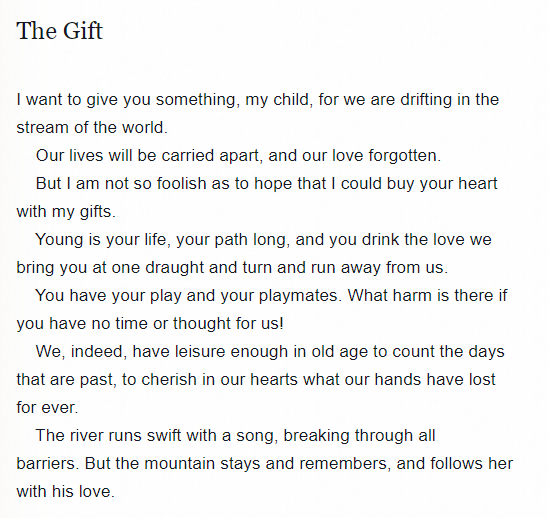 The Gift
I want to give you something, my child, for we are drifting in the
stream of the world.
Our lives will be carried apart, and our love forgotten.
But I am not so foolish as to hope that I could buy your heart
with my gifts.
Young is your life, your path long, and you drink the love we
bring you at one draught and turn and run away from us.
You have your play and your playmates. What harm is there if
you have no time or thought for us!
We, indeed, have leisure enough in old age to count the days
that are past, to cherish in our hearts what our hands have lost
for ever.
The river runs swift with a song, breaking through all
barriers. But the mountain stays and remembers, and follows her
with his love.